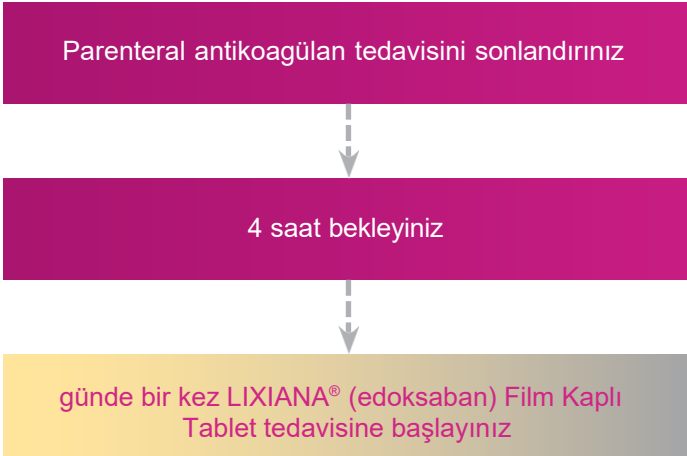 Parenteral antikoagülan tedavisini sonlandırınız
4 saat bekleyiniz
günde bir kez LIXIANA® (edoksaban) Film Kaplı
Tablet tedavisine başlayınız